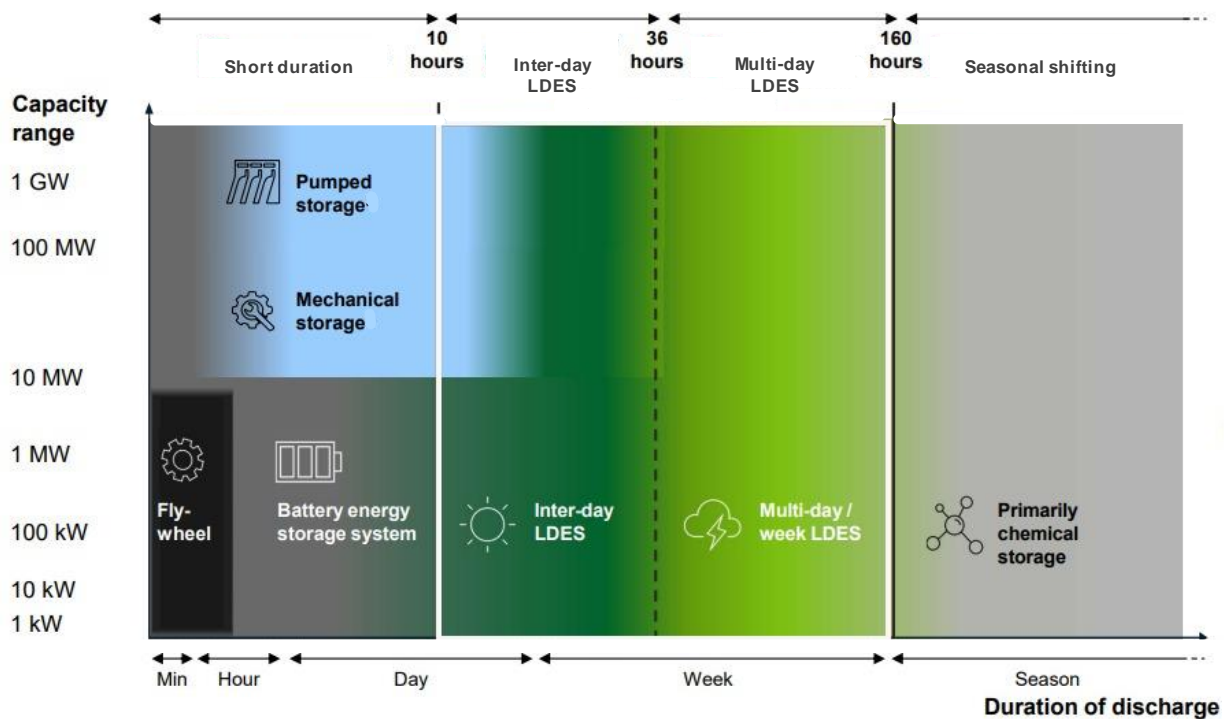 10
hours
36
hours
160
hours
Short duration
Inter-day
LDES
Multi-day
LDES
Seasonal shifting
Capacity
range
1 GW
100 MW
10 MW
1 MW
100 kW
10 kW
1 kW
Pumped
storage
Mechanical
storage
Fly-
wheel
Battery energy
storage system
Inter-day
LDES
Multi-day /
week LDES
Primarily
chemical
storage
Min
Hour
Day
Week
Season
Duration of discharge